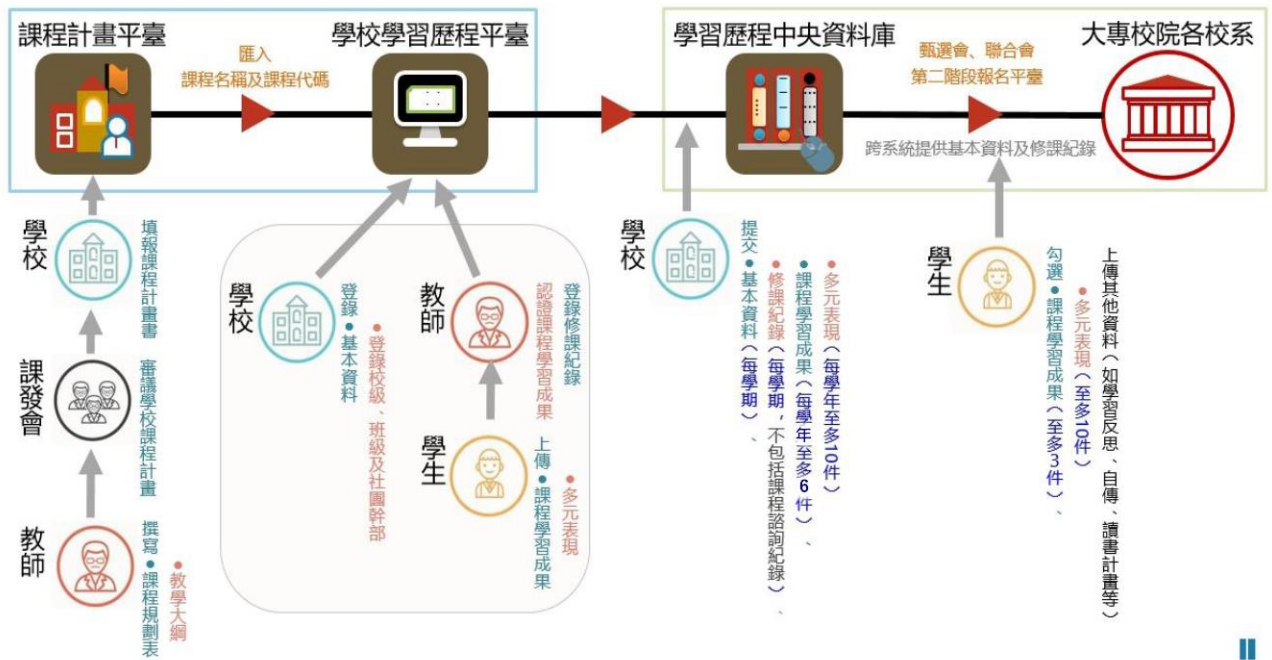 課程計畫平臺
匯入
課程名稱及課程代碼
學校學習歷程平臺
學習歷程中央資料庫
甄選會、聯合會
第二階段報名平臺
大專校院各校系
跨系統提供基本資料及修課紀錄
學校
填報課程計畫書
課發會
審議學校課程計畫
教師
撰寫●課程規劃表
●教學大綱
學校
登錄●基本資料
●登錄校級、班級及社團幹部
教師
登錄修課紀錄
認證課程學習成果
學生
上傳●課程學習成果
●多元表現
學校
提交●基本資料(每學期)、
●修課紀錄(每學期,不包括課程諮詢紀錄)、
●課程學習成果(每學年至多6件)、
●多元表現(每學年至多10件)
學生
勾選●課程學習成果(至多3件)、
●多元表現(至多10件)
上傳其他資料(如學習反思、自傳、讀書計畫等)